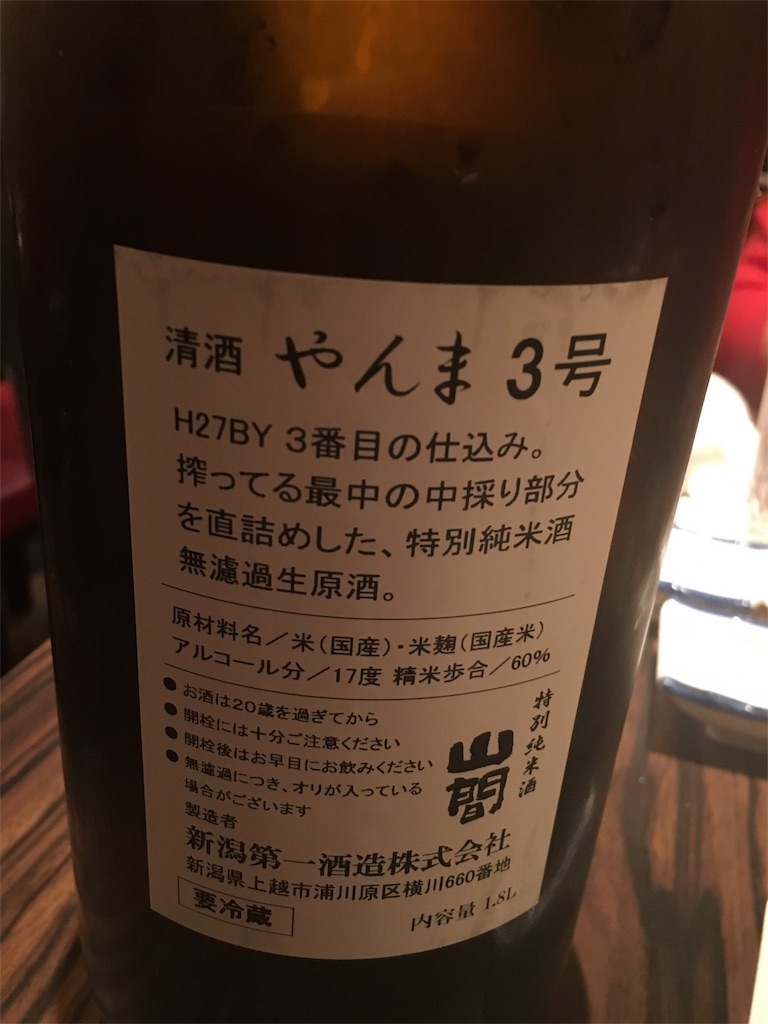 清酒 やんま 3号
H27BY 3番目の仕込み。
搾ってる最中の中採り部分
を直詰めした、特別純米酒
無濾過生原酒。
原材料名／米(国産)・米麹(国産米)
アルコール分／17度 精米歩合／60%
●お酒は20歳を過ぎてから
●開栓には十分ご注意ください
●開栓後はお早目にお飲みください
●無濾過につき、オリが入っている
場合がございます
特別純米酒
山間
製造者
新潟第一酒造株式会社
新潟県上越市浦川原区横川660番地
要冷蔵
内容量 1.8L